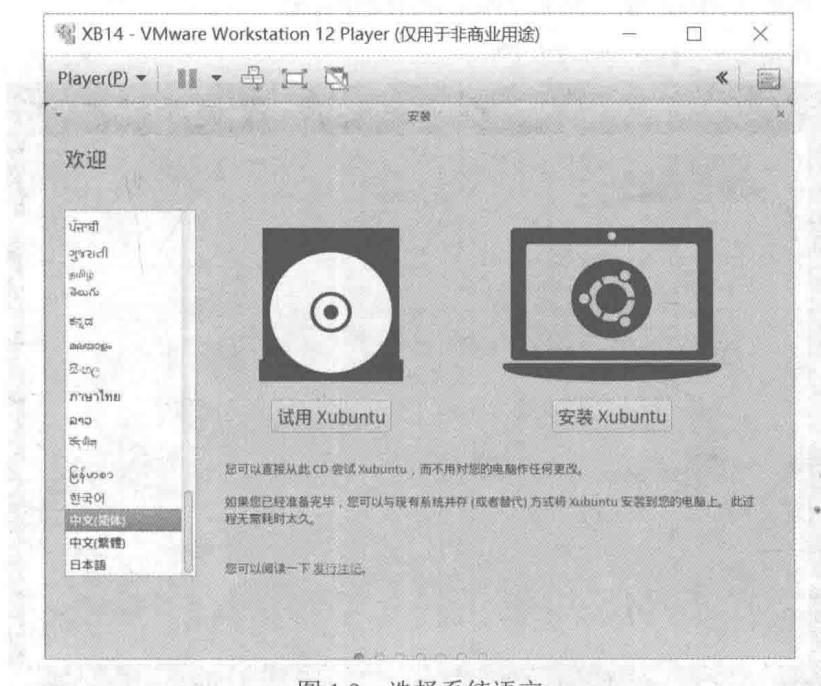 XB14 - VMware Workstation 12 Player (仅用于非商业用途)
Player(P)
安装
欢迎
ਪੰਜਾਬੀ
ગુજરાતી
தமிழ்
తెలుగు
ಕನ್ನಡ
മലയാളം
සිංහල
ภาษาไทย
ລາວ
မြန်မာစာ
한국어
中文(简体)
中文(繁體)
日本語
试用 Xubuntu
安装 Xubuntu
您可以直接从此 CD 尝试 Xubuntu，而不用对您的电脑作任何更改。
如果您已经准备完毕，您可以与现有系统并存 (或者替代) 方式将 Xubuntu 安装到您的电脑上。此过
程无需耗时太久。
您可以阅读一下 发行注记。
选择系统语言